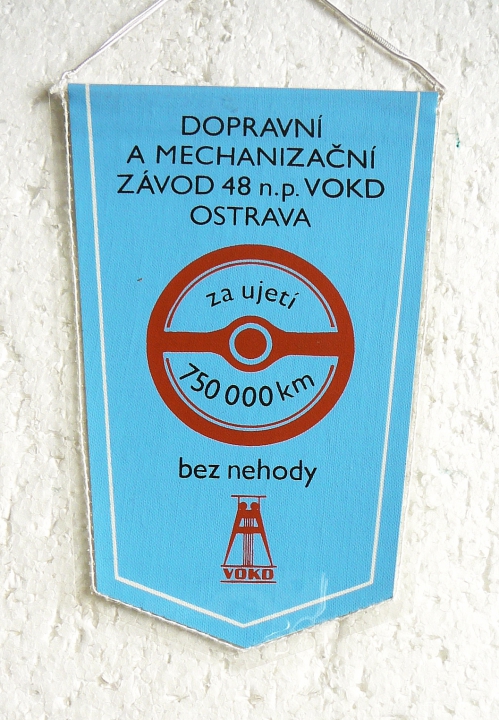 DOPRAVNÍ
A MECHANIZAČNÍ
ZÁVOD 48 n.p. VOKD
OSTRAVA
za ujetí
750 000 km
bez nehody
VOKD